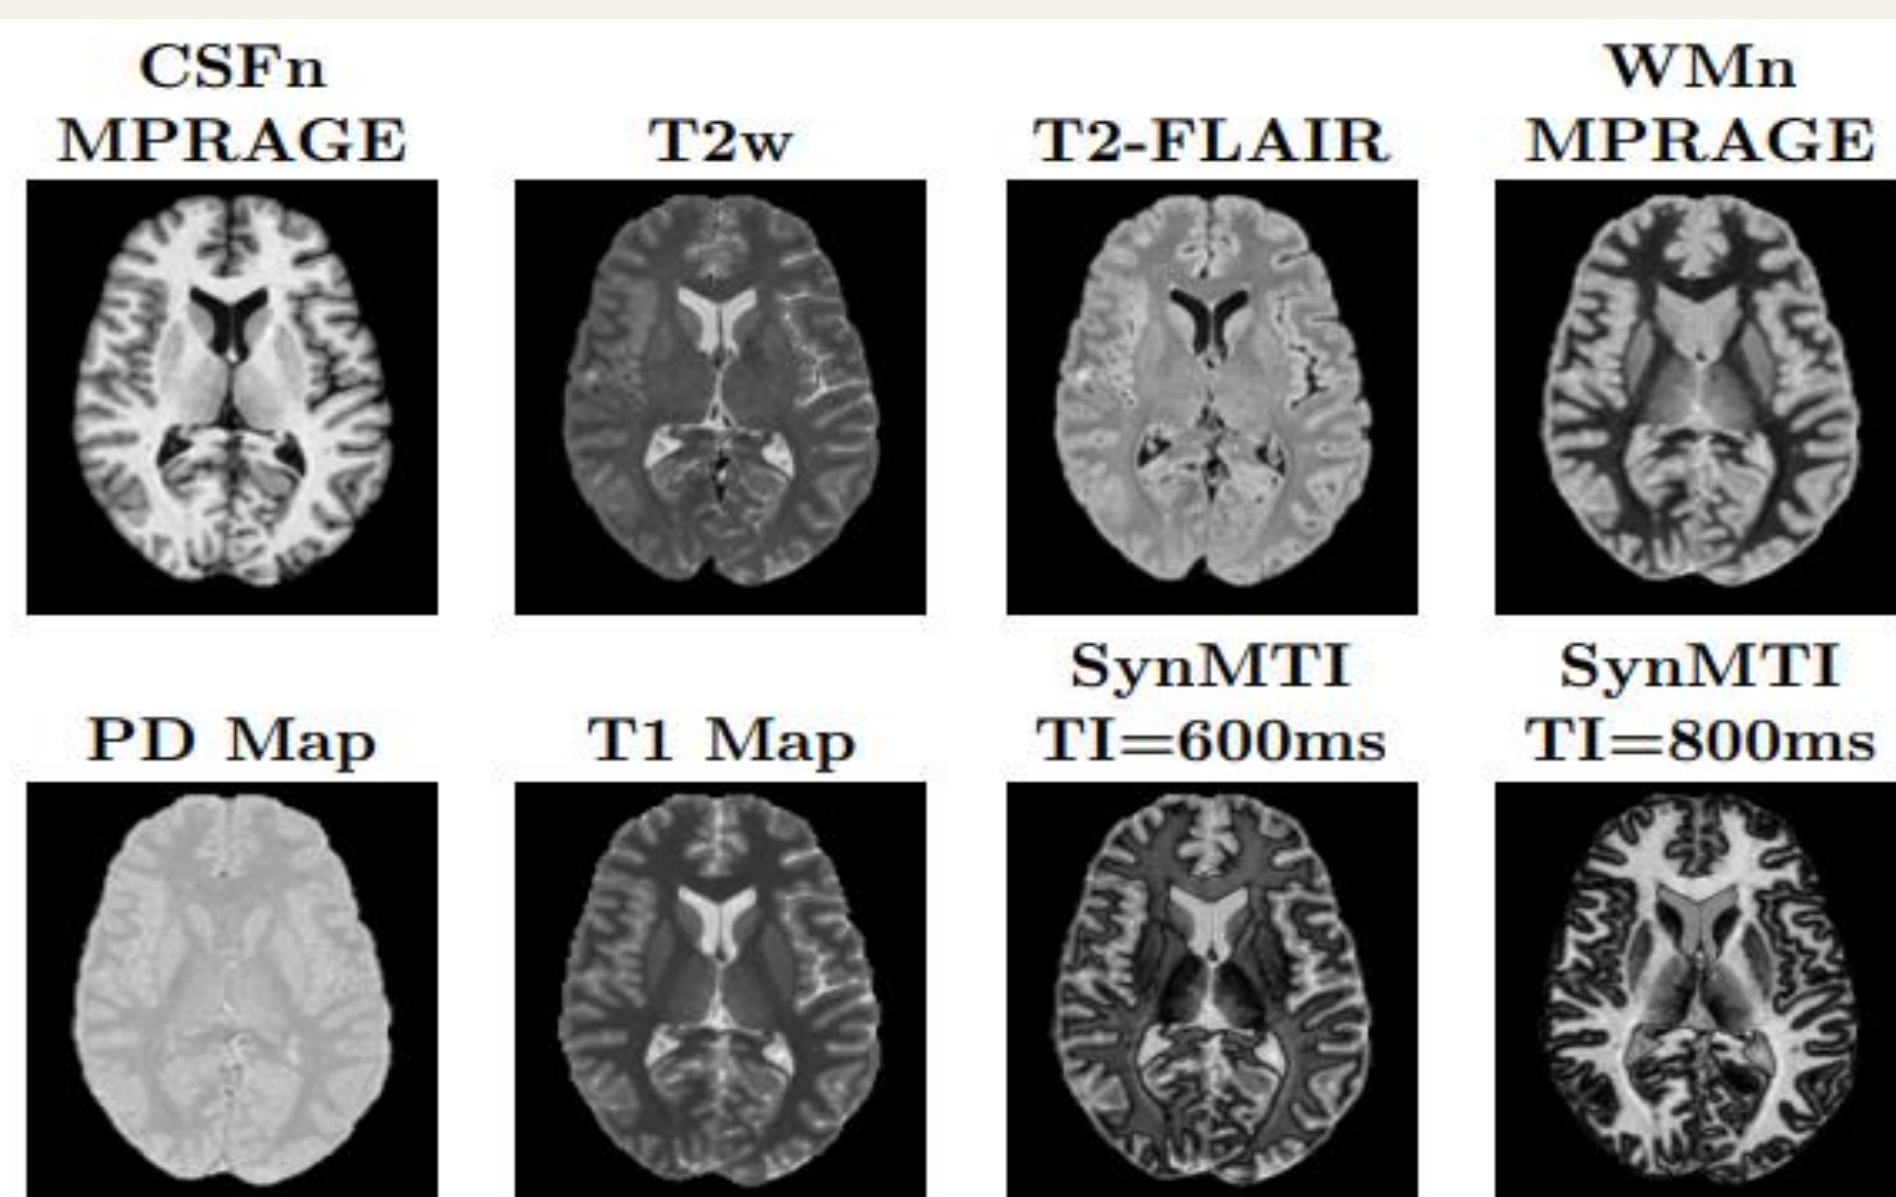 CSFn
MPRAGE
T2w
T2-FLAIR
WMn
MPRAGE
PD Map
T1 Map
SynMTI
TI=600ms
SynMTI
TI=800ms